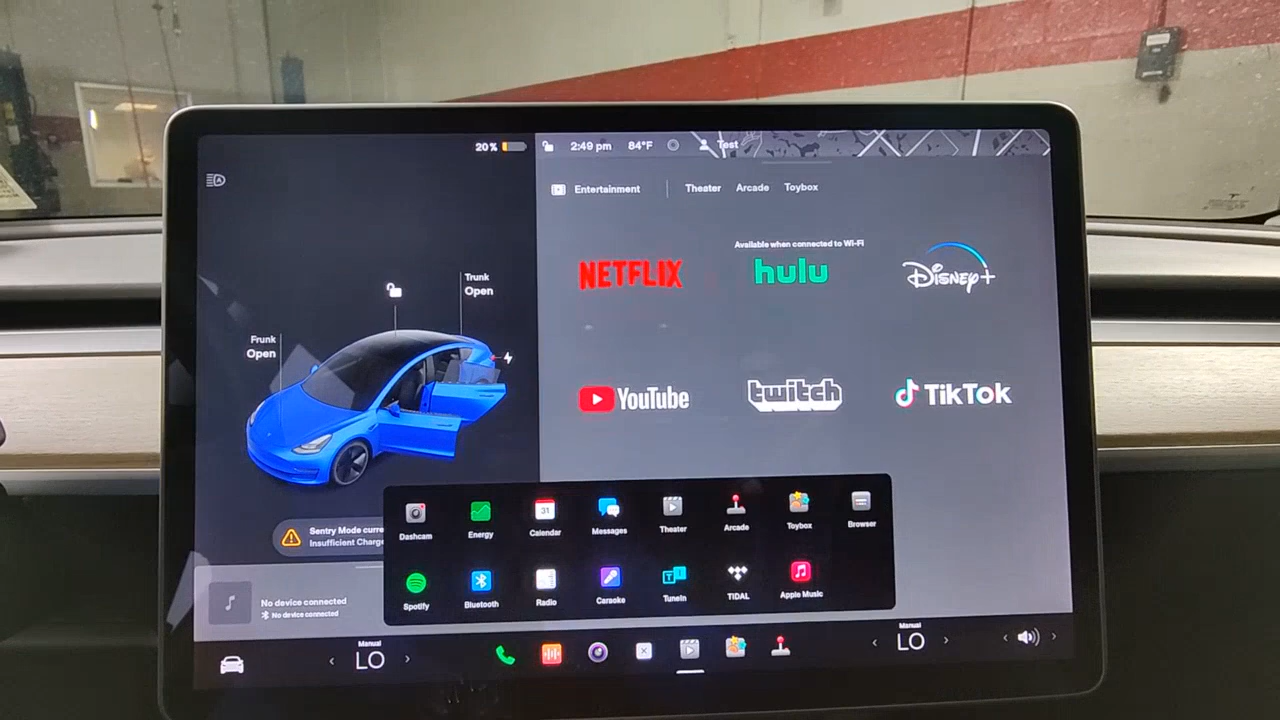 20%
2:49 pm 84°F Test
Entertainment Theater Arcade Toybox
Available when connected to Wi-Fi
NETFLIX hulu Disney+
YouTube twitch TikTok
Trunk
Open
Frunk
Open
Sentry Mode curre
Insufficient Charge
Dashcam Energy 31 Calendar Messages Theater Arcade Toybox Browser
Spotify Bluetooth Radio Caraoke TuneIn TIDAL Apple Music
No device connected
No device connected
Manual
LO
Manual
LO